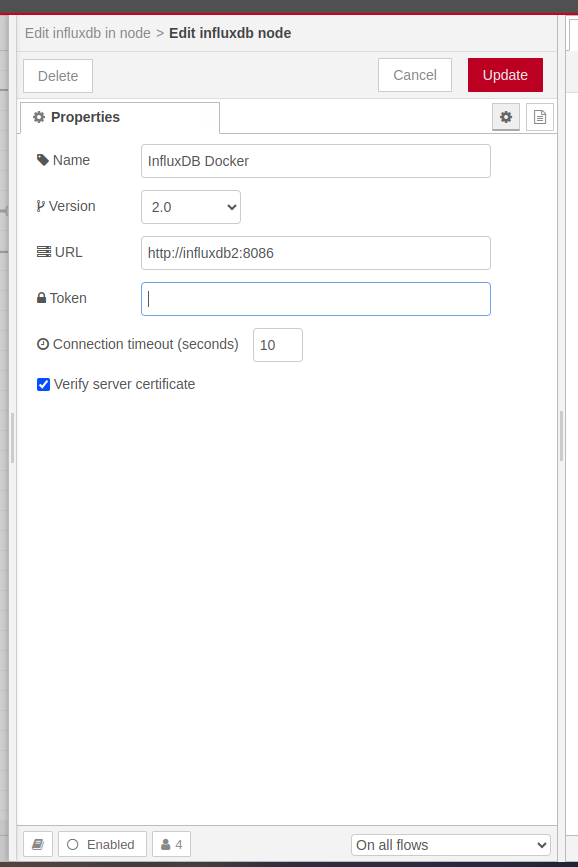 Edit influxdb in node > Edit influxdb node
Delete
Cancel
Update
Properties
Name
InfluxDB Docker
Version
2.0
URL
http://influxdb2:8086
Token
Connection timeout (seconds)
10
Verify server certificate
Enabled
4
On all flows